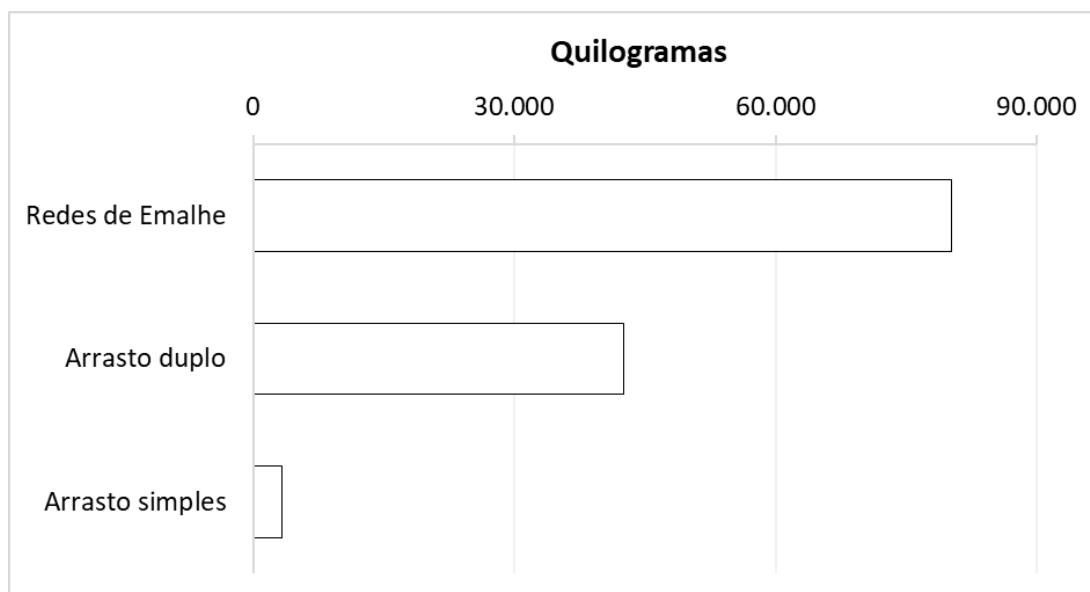 Quilogramas
0 30.000 60.000 90.000
Redes de Emalhe
Arrasto duplo
Arrasto simples